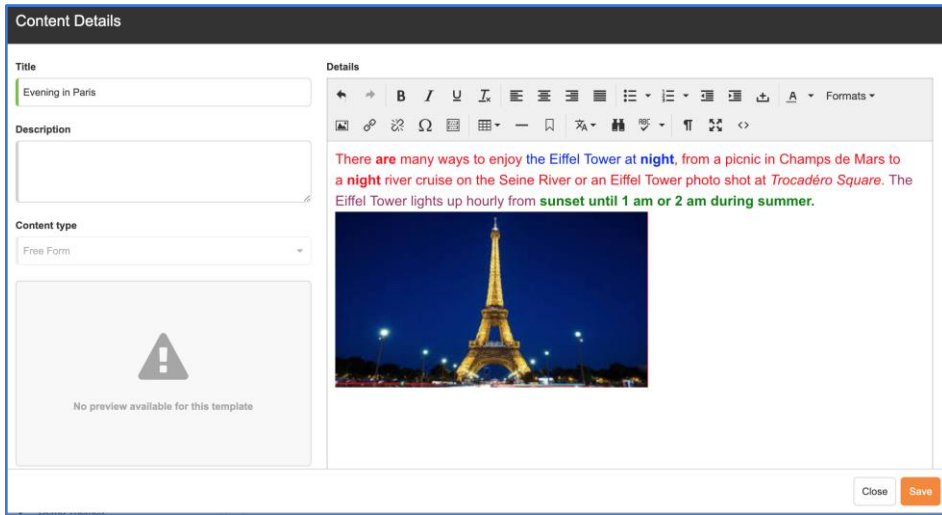 Content Details
Title
Evening in Paris
Description
Content type
Free Form
No preview available for this template
Details
B I U Ix
A Formats
Ω ABC ¶
There are many ways to enjoy the Eiffel Tower at night, from a picnic in Champs de Mars to
a night river cruise on the Seine River or an Eiffel Tower photo shot at Trocadéro Square. The
Eiffel Tower lights up hourly from sunset until 1 am or 2 am during summer.
Close Save